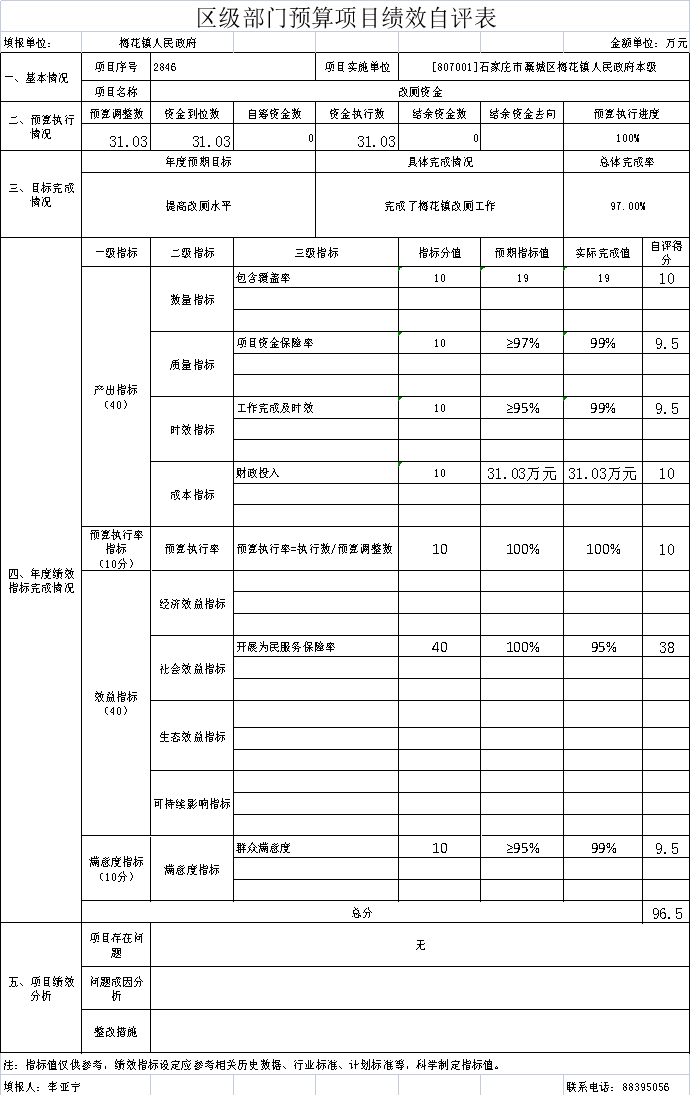 区级部门预算项目绩效自评表
填报单位： 梅花镇人民政府 金额单位：万元
一、基本情况 项目序号 2846 项目实施单位 [807001]石家庄市藁城区梅花镇人民政府本级
项目名称 改厕资金
二、预算执行情况 预算调整数 资金到位数 自筹资金数 资金执行数 结余资金数 结余资金去向 预算执行进度
31.03 31.03 0 31.03 0 100%
三、目标完成情况 年度预期目标 具体完成情况 总体完成率
提高改厕水平 完成了梅花镇改厕工作 97.00%
四、年度绩效指标完成情况 一级指标 二级指标 三级指标 指标分值 预期指标值 实际完成值 自评得分
产出指标（40） 数量指标 包含覆盖率 10 19 19 10
质量指标 项目资金保障率 10 ≥97% 99% 9.5
时效指标 工作完成及时效 10 ≥95% 99% 9.5
成本指标 财政投入 10 31.03万元 31.03万元 10
预算执行率指标（10分） 预算执行率 预算执行率=执行数/预算调整数 10 100% 100% 10
效益指标（40） 经济效益指标
社会效益指标 开展为民服务保障率 40 100% 95% 38
生态效益指标
可持续影响指标
满意度指标（10分） 满意度指标 群众满意度 10 ≥95% 99% 9.5
总分 96.5
五、项目绩效分析 项目存在问题 无
问题成因分析
整改措施
注：指标值仅供参考，绩效指标设定应参考相关历史数据、行业标准、计划标准等，科学制定指标值。
填报人：李亚宁 联系电话：88395056